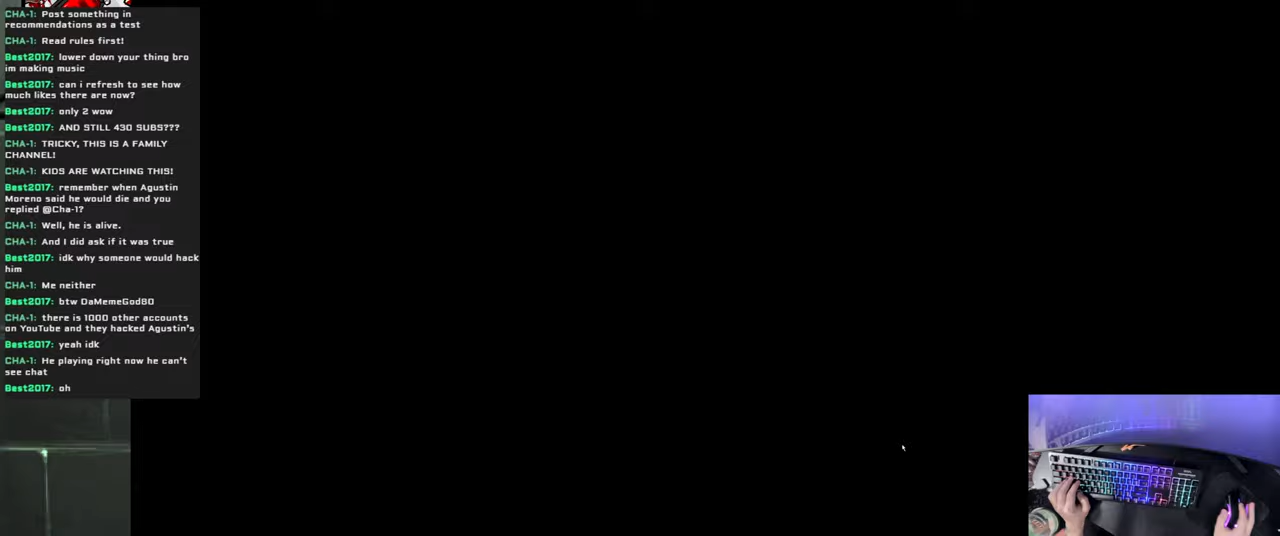 CHA-1: Post something in
recommendations as a test
CHA-1: Read rules first!
Best2017: lower down your thing bro
im making music
Best2017: can i refresh to see how
much likes there are now?
Best2017: only 2 wow
Best2017: AND STILL 430 SUBS???
CHA-1: TRICKY, THIS IS A FAMILY
CHANNEL!
CHA-1: KIDS ARE WATCHING THIS!
Best2017: remember when Agustin
Moreno said he would die and you
replied @Cha-1?
CHA-1: Well, he is alive.
CHA-1: And I did ask if it was true
Best2017: idk why someone would hack
him
CHA-1: Me neither
Best2017: btw DaMemeGod80
CHA-1: there is 1000 other accounts
on YouTube and they hacked Agustin's
Best2017: yeah idk
CHA-1: He playing right now he can't
see chat
Best2017: oh